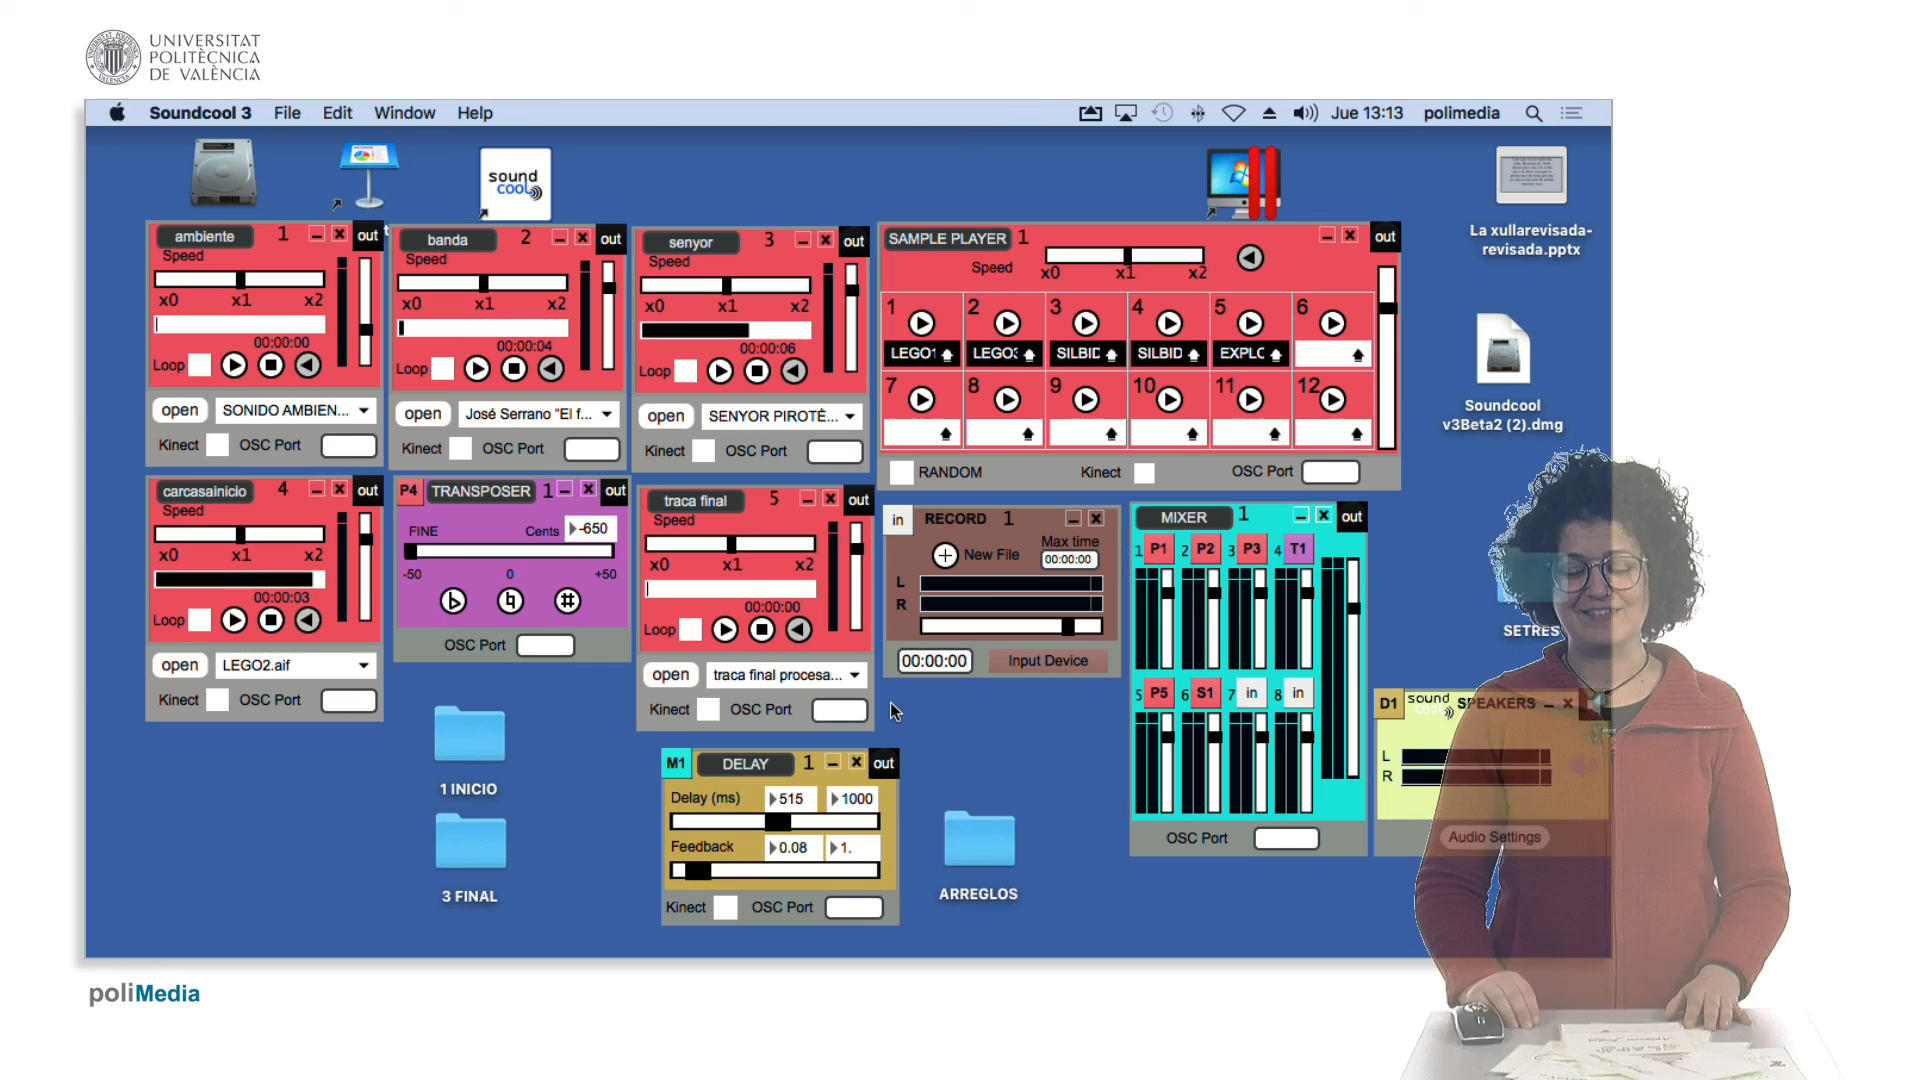 UNIVERSITAT
POLITÈCNICA
DE VALÈNCIA
Soundcool 3 File Edit Window Help
Jue 13:13 polimedia
sound
cool
La xullarevisada-
revisada.pptx
Soundcool
v3Beta2 (2).dmg
SETRES
ambiente 1 out
Speed
x0 x1 x2
00:00:00
Loop
open SONIDO AMBIEN...
Kinect OSC Port
banda 2 out
Speed
x0 x1 x2
00:00:04
Loop
open José Serrano "El f...
Kinect OSC Port
senyor 3 out
Speed
x0 x1 x2
00:00:06
Loop
open SENYOR PIROTÈ...
Kinect OSC Port
SAMPLE PLAYER 1 out
Speed x0 x1 x2
1 2 3 4 5 6
LEGO1 LEGO3 SILBID SILBID EXPLO
7 8 9 10 11 12
RANDOM Kinect OSC Port
carcasainicio 4 out
Speed
x0 x1 x2
00:00:03
Loop
open LEGO2.aif
Kinect OSC Port
P4 TRANSPOSER 1 out
FINE Cents -650
-50 0 +50
OSC Port
traca final 5 out
Speed
x0 x1 x2
00:00:00
Loop
open traca final procesa...
Kinect OSC Port
in RECORD 1
New File Max time
00:00:00
L
R
00:00:00 Input Device
MIXER 1 out
1 P1 2 P2 3 P3 4 T1
5 P5 6 S1 7 in 8 in
OSC Port
D1 sound cool SPEAKERS
L
R
Audio Settings
1 INICIO
3 FINAL
M1 DELAY 1 out
Delay (ms) 515 1000
Feedback 0.08 1.
Kinect OSC Port
ARREGLOS
poliMedia